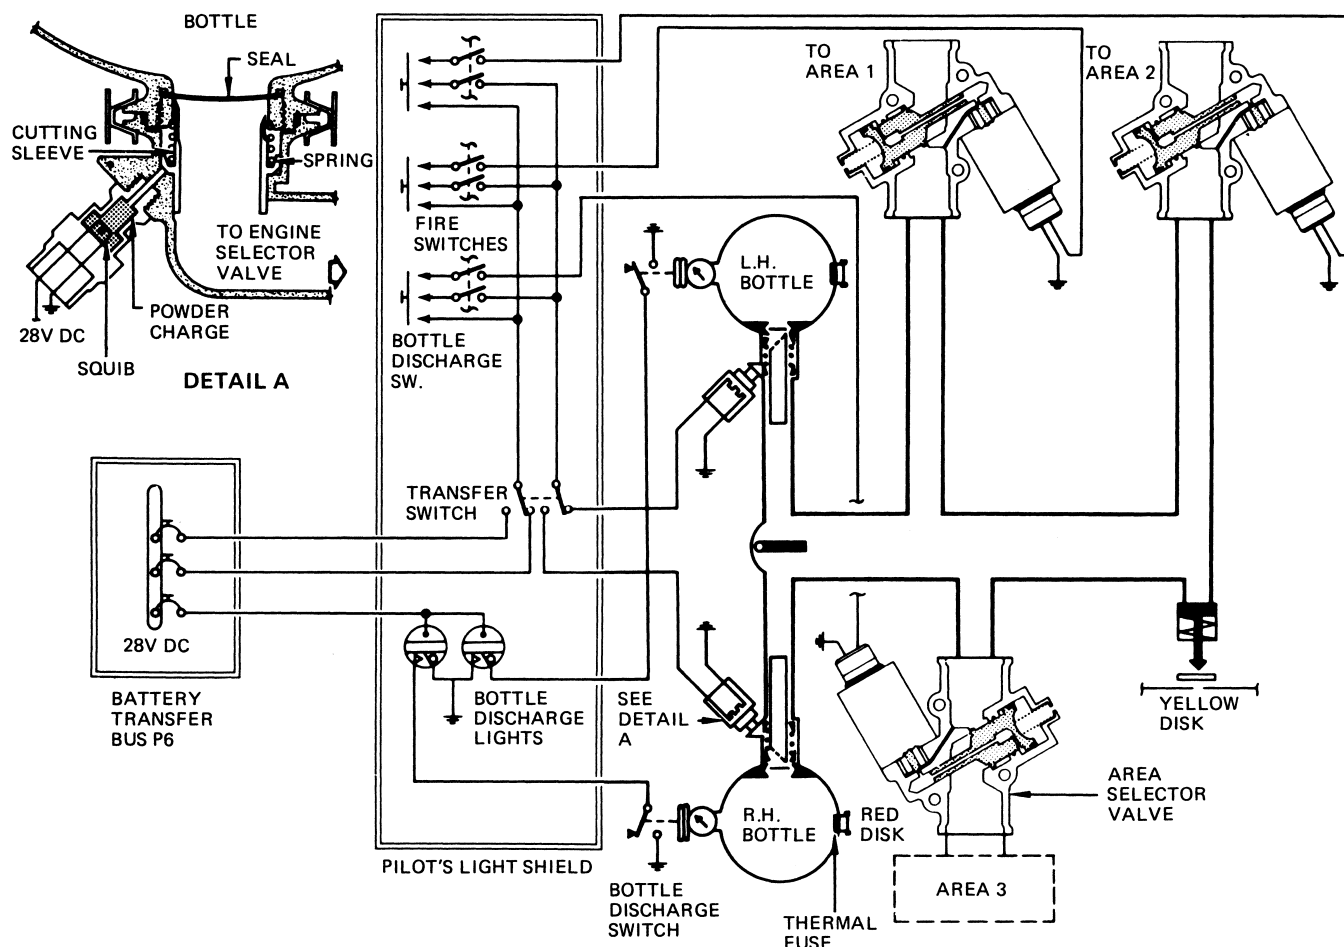 BOTTLE
SEAL
CUTTING
SLEEVE
SPRING
TO ENGINE
SELECTOR
VALVE
POWDER
CHARGE
28V DC
SQUIB
DETAIL A
FIRE
SWITCHES
BOTTLE
DISCHARGE
SW.
TRANSFER
SWITCH
28V DC
BATTERY
TRANSFER
BUS P6
BOTTLE
DISCHARGE
LIGHTS
PILOT'S LIGHT SHIELD
TO
AREA 1
TO
AREA 2
L.H.
BOTTLE
SEE
DETAIL
A
R.H.
BOTTLE
RED
DISK
BOTTLE
DISCHARGE
SWITCH
THERMAL
FUSE
YELLOW
DISK
AREA
SELECTOR
VALVE
AREA 3